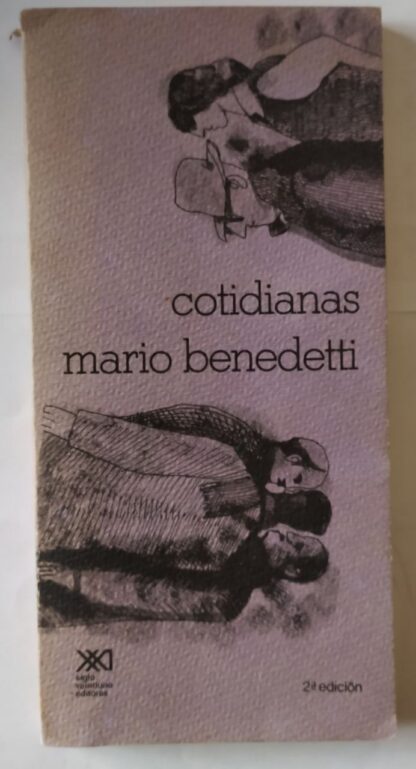 cotidianas
mario benedetti
siglo
veintiuno
editores
2ª edición